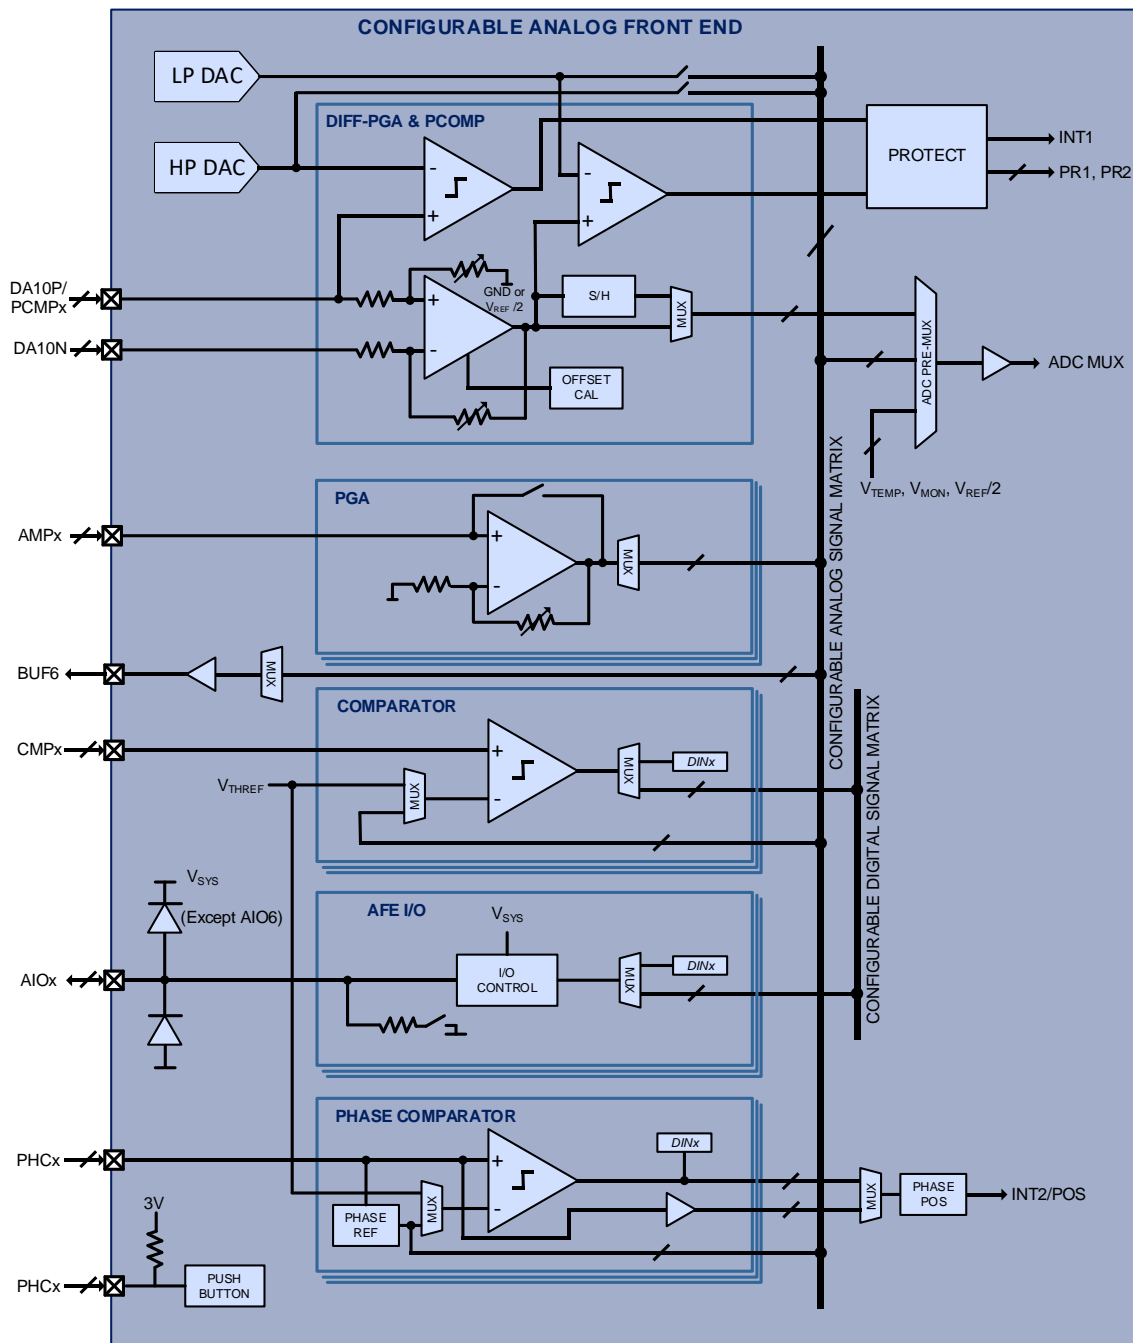 CONFIGURABLE ANALOG FRONT END
LP DAC
HP DAC
DIFF-PGA & PCOMP
-
+
-
+
PROTECT
INT1
PR1, PR2
DA10P/
PCMPx
DA10N
+
-
GND or
VREF /2
S/H
MUX
OFFSET
CAL
ADC PRE-MUX
ADC MUX
VTEMP, VMON, VREF/2
CONFIGURABLE ANALOG SIGNAL MATRIX
PGA
AMPx
+
-
MUX
BUF6
MUX
COMPARATOR
CMPx
+
-
VTHREF
MUX
MUX
DINx
CONFIGURABLE DIGITAL SIGNAL MATRIX
VSYS
(Except AIO6)
AFE I/O
VSYS
AIOx
I/O
CONTROL
MUX
DINx
PHASE COMPARATOR
PHCx
+
-
DINx
PHASE
REF
MUX
MUX
PHASE
POS
INT2/POS
3V
PHCx
PUSH
BUTTON